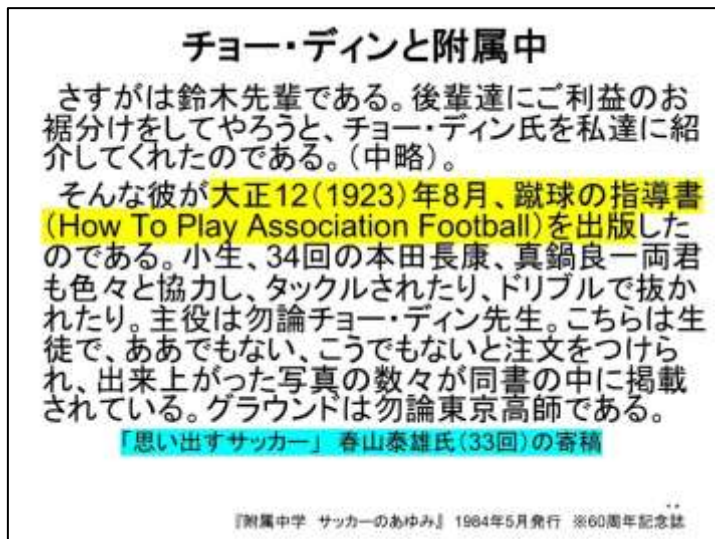 チョー・ディンと附属中
さすがは鈴木先輩である。後輩達にご利益のお
裾分けをしてやろうと、チョー・ディン氏を私達に紹
介してくれたのである。(中略)。
そんな彼が大正12(1923)年8月、蹴球の指導書
(How To Play Association Football)を出版した
のである。小生、34回の本田長康、真鍋良一両君
も色々と協力し、タックルされたり、ドリブルで抜か
れたり。主役は勿論チョー・ディン先生。こちらは生
徒で、ああでもない、こうでもないと注文をつけら
れ、出来上がった写真の数々が同書の中に掲載
されている。グラウンドは勿論東京高師である。
「思い出すサッカー」 春山泰雄氏(33回)の寄稿
『附属中学 サッカーのあゆみ』 1984年5月発行 ※60周年記念誌